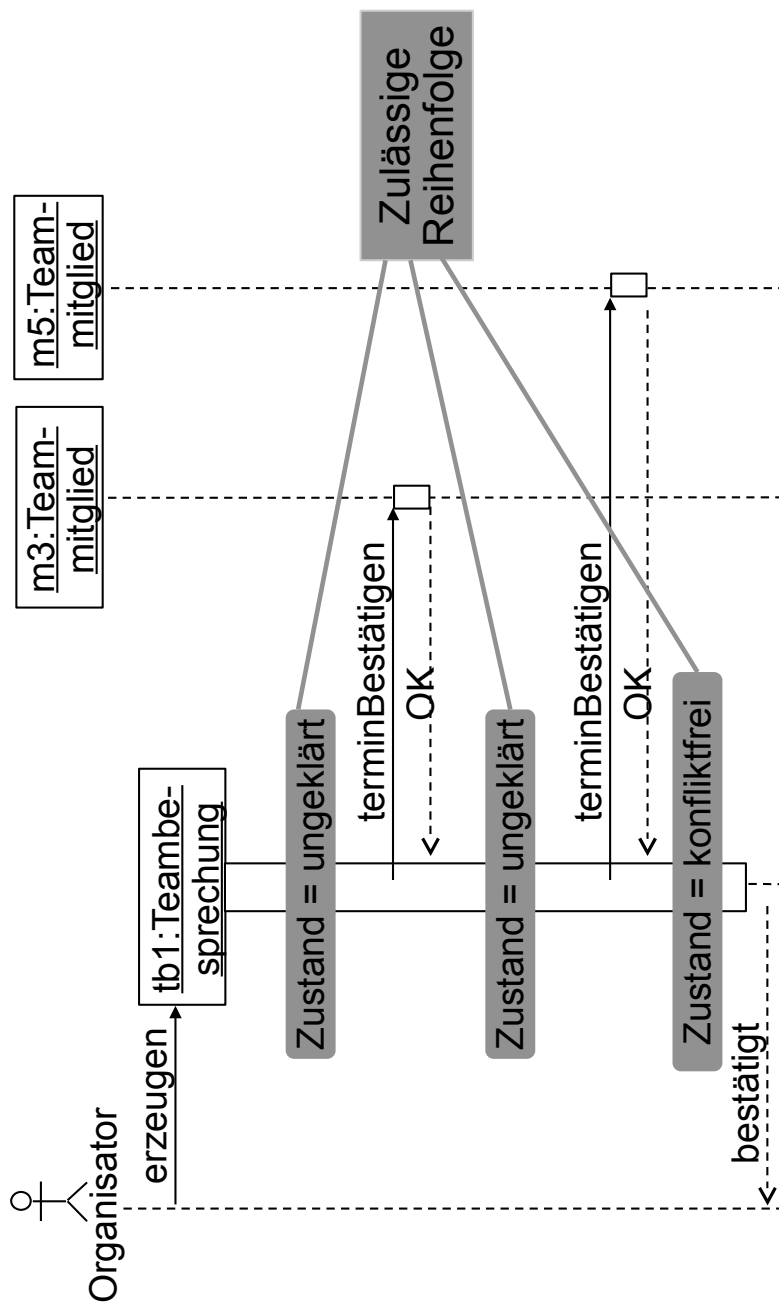 Organisator
erzeugen
tb1:Teambe-
sprechung
m3:Team-
mitglied
m5:Team-
mitglied
Zustand = ungeklärt
terminBestätigen
OK
Zulässige
Reihenfolge
Zustand = ungeklärt
terminBestätigen
OK
Zustand = konfliktfrei
bestätigt